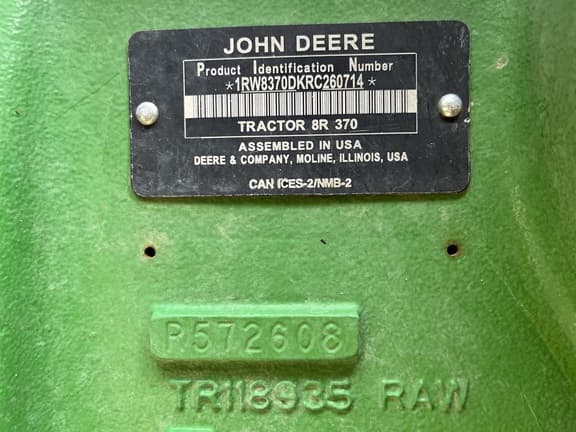 JOHN DEERE
Product Identification Number
*1RW8370DKRC260714*
TRACTOR 8R 370
ASSEMBLED IN USA
DEERE & COMPANY, MOLINE, ILLINOIS, USA
CAN ICES-2/NMB-2
P572608
TR118935 RAW